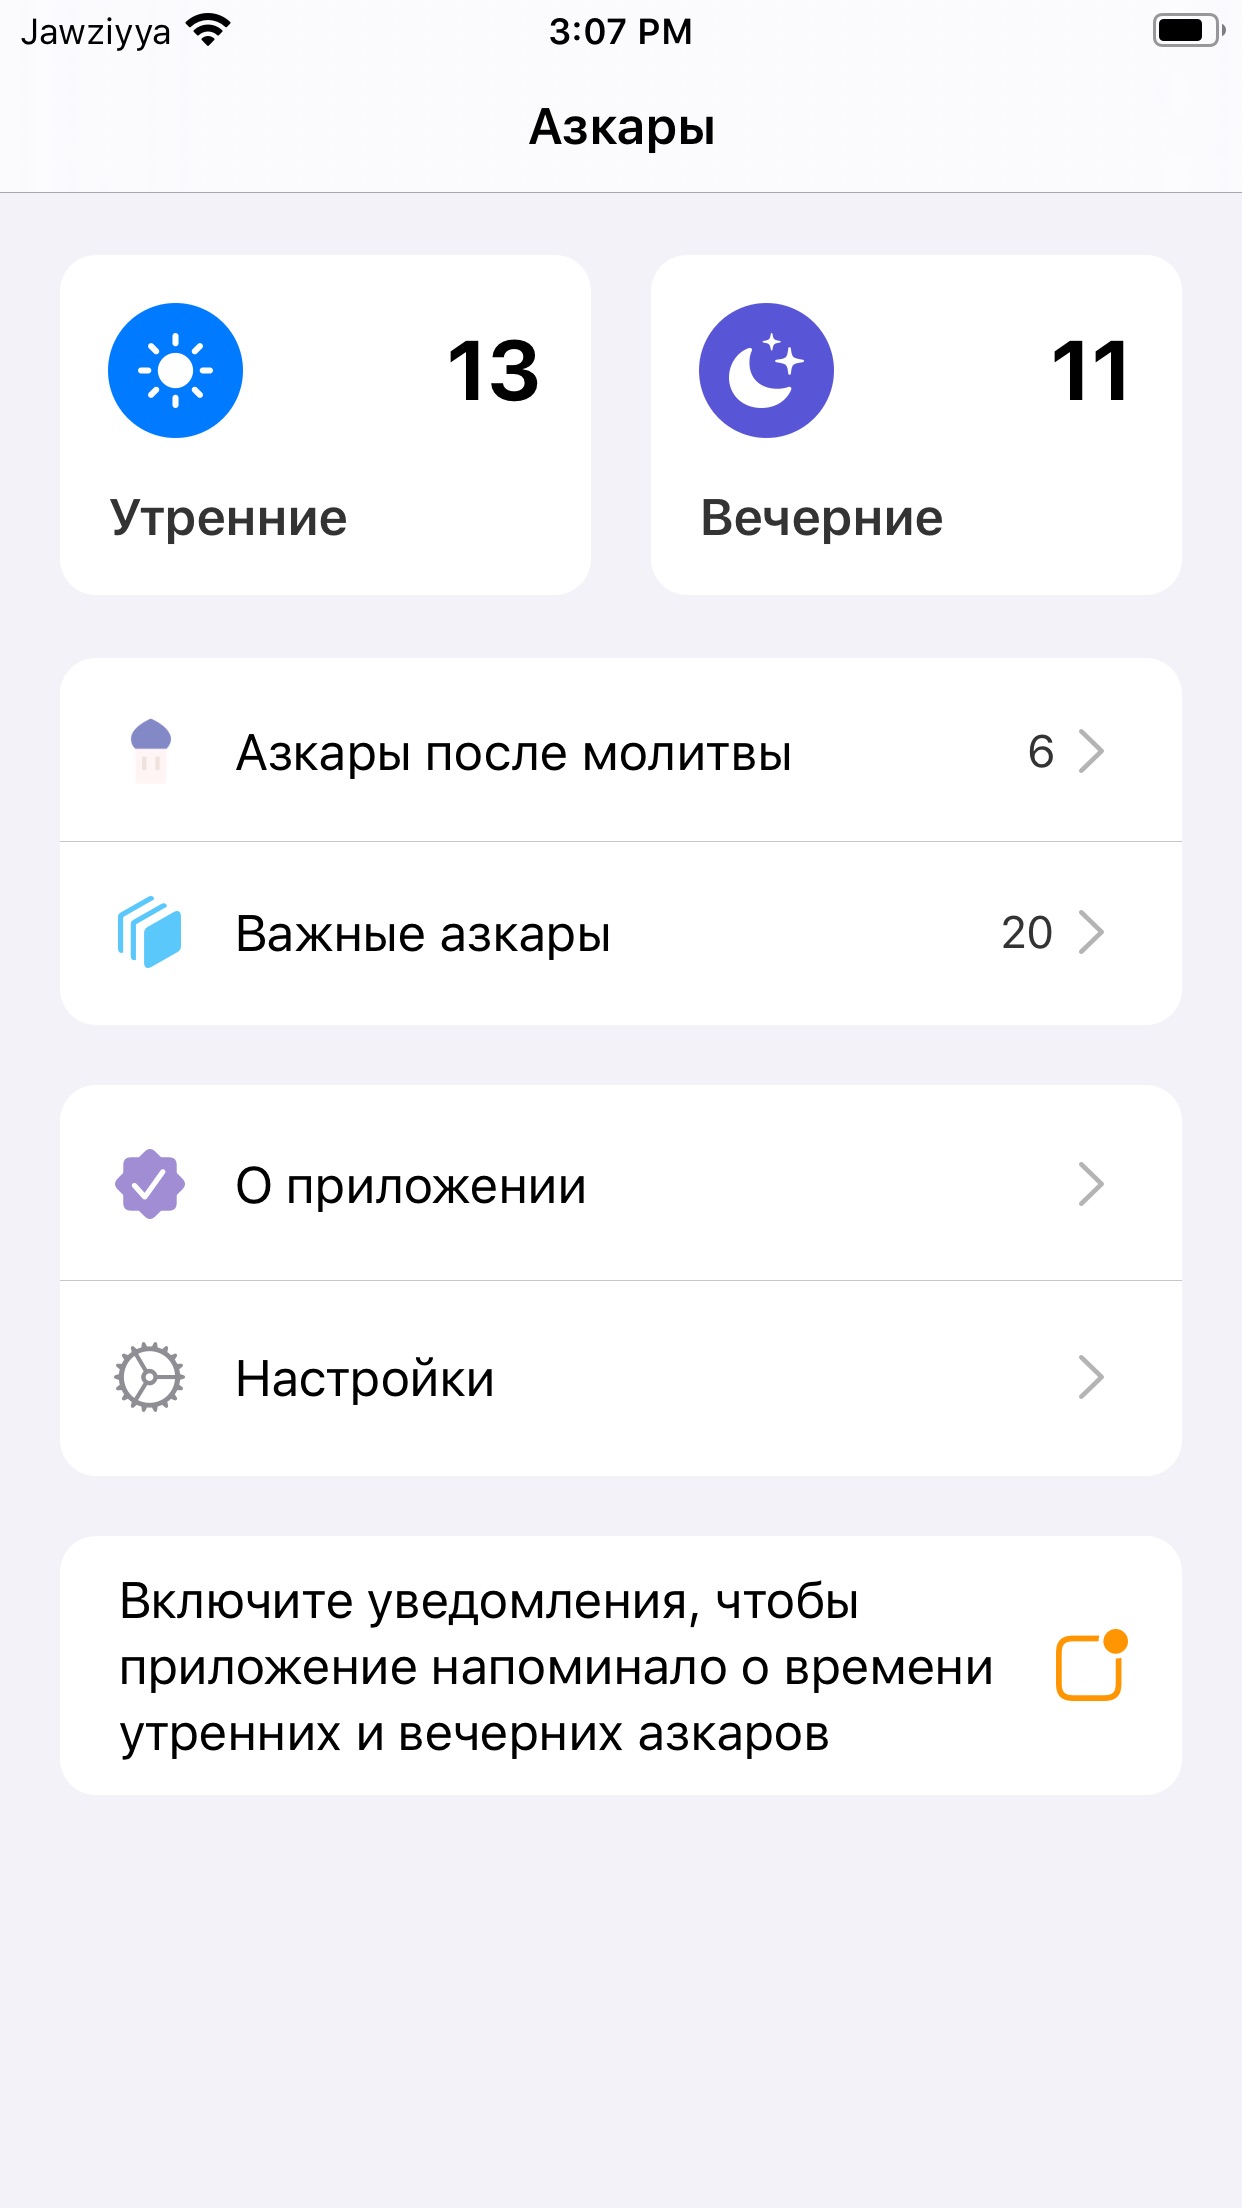 Jawziyya 3:07 PM
Азкары
13
Утренние
11
Вечерние
Азкары после молитвы 6
Важные азкары 20
О приложении
Настройки
Включите уведомления, чтобы
приложение напоминало о времени
утренних и вечерних азкаров